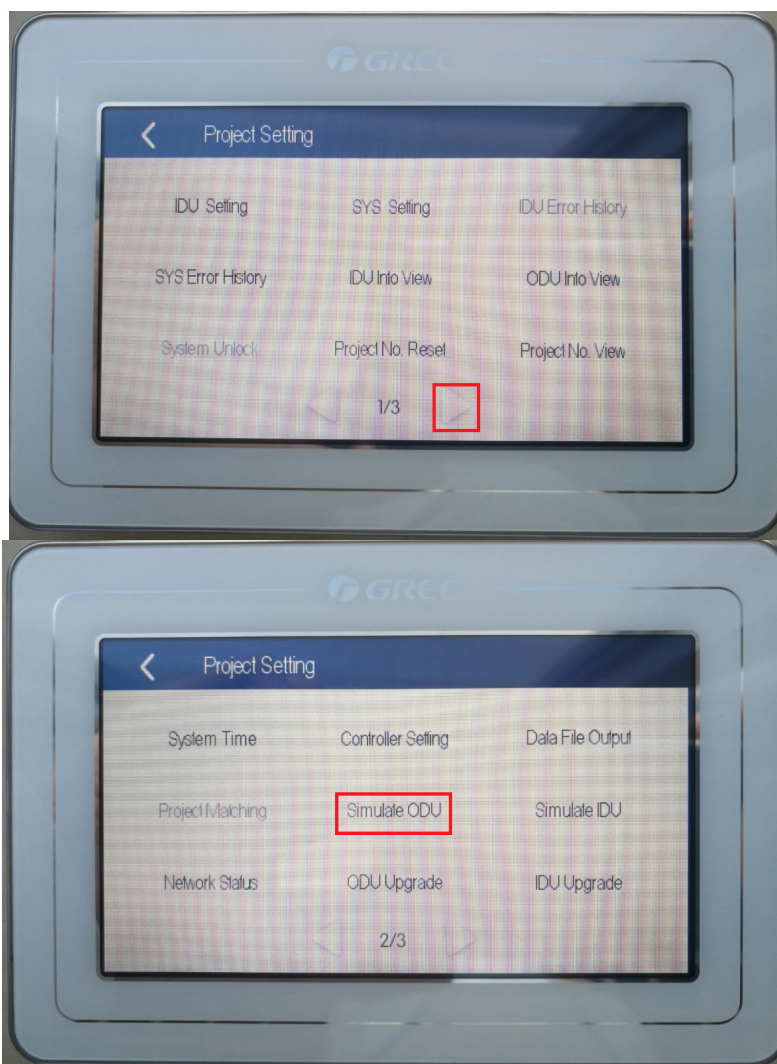 GREE
Project Setting
IDU Setting SYS Setting IDU Error History
SYS Error History IDU Info View ODU Info View
System Unlock Project No. Reset Project No. View
1/3
GREE
Project Setting
System Time Controller Setting Data File Output
Project Matching Simulate ODU Simulate IDU
Network Status ODU Upgrade IDU Upgrade
2/3